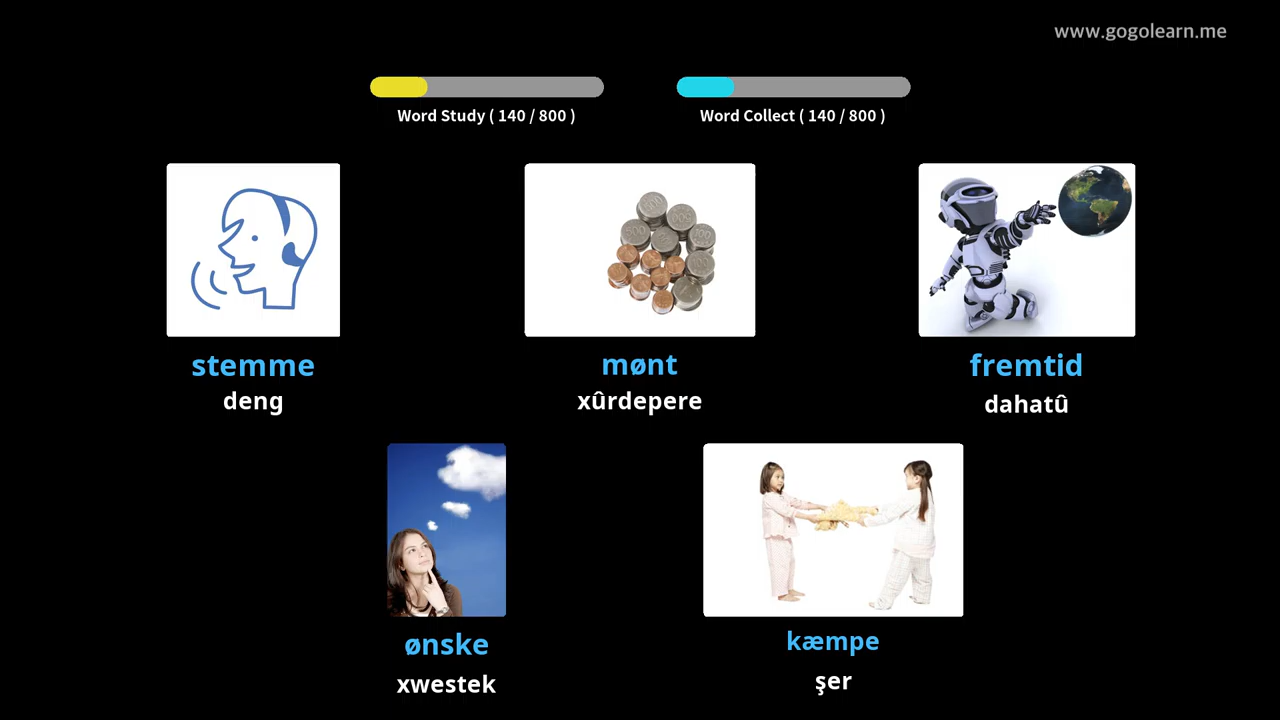 www.gogolearn.me
Word Study ( 140 / 800 )
Word Collect ( 140 / 800 )
stemme
deng
mønt
xûrdepere
fremtid
dahatû
ønske
xwestek
kæmpe
şer